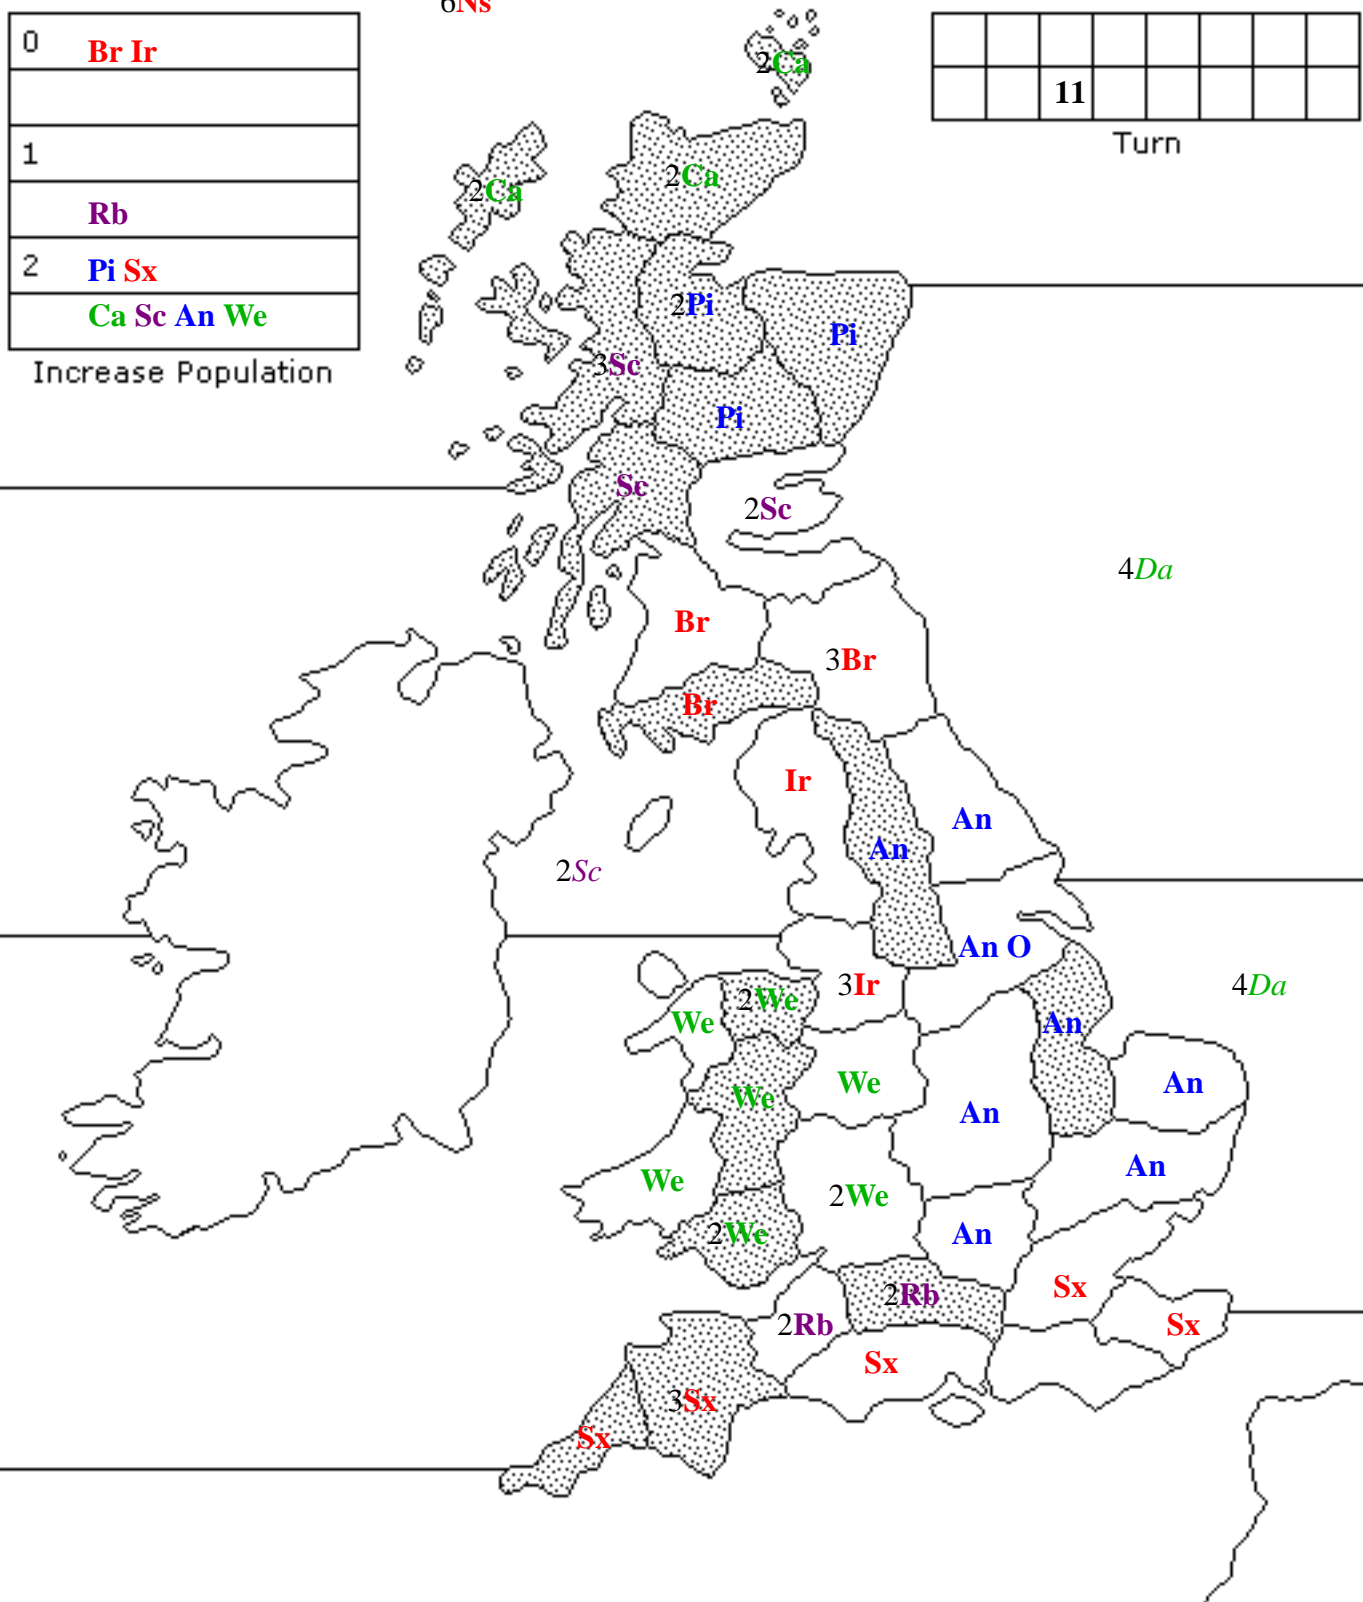 6Ns
0 Br Ir
1
Rb
2 Pi Sx
Ca Sc An We
Increase Population
11
Turn
2Ca
2Ca
2Ca
2Pi
Pi
3Sc
Pi
Sc
2Sc
4Da
Br
3Br
Br
Ir
An
An
2Sc
An O
3Ir
4Da
2We
We
An
We
An
We
An
An
We
2We
An
2We
An
2Rb
Sx
2Rb
Sx
Sx
3Sx
Sx